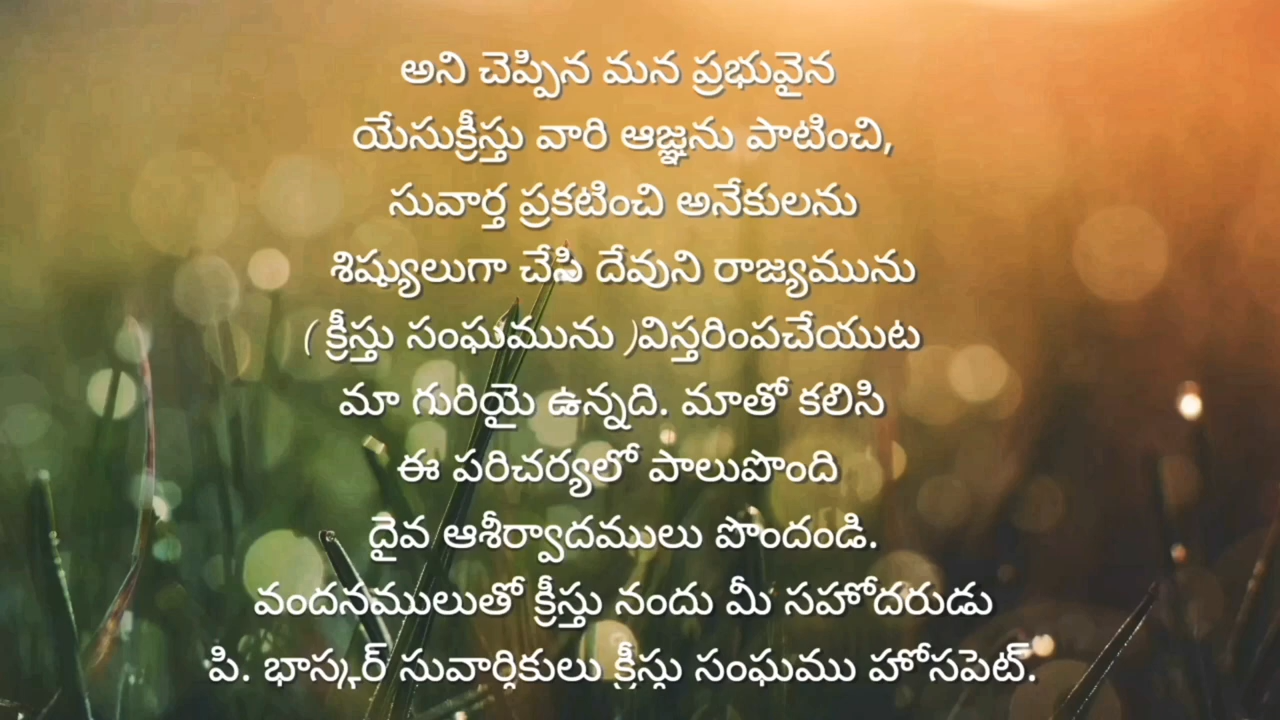 అని చెప్పిన మన ప్రభువైన
యేసుక్రీస్తు వారి ఆజ్ఞను పాటించి,
సువార్త ప్రకటించి అనేకులను
శిష్యులుగా చేసి దేవుని రాజ్యమును
( క్రీస్తు సంఘమును )విస్తరింపచేయుట
మా గురియై ఉన్నది. మాతో కలిసి
ఈ పరిచర్యలో పాలుపొంది
దైవ ఆశీర్వాదములు పొందండి.
వందనములుతో క్రీస్తు నందు మీ సహోదరుడు
పి. భాస్కర్ సువార్తికులు క్రీస్తు సంఘము హోసపెట్.